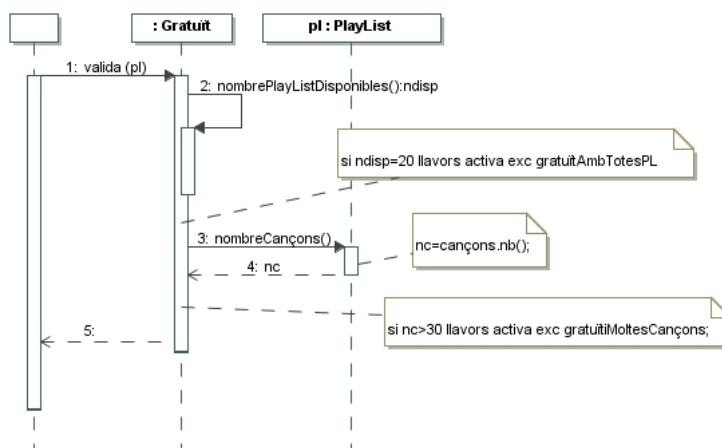 : Gratuït
pl : PlayList
1: valida (pl)
2: nombrePlayListDisponibles():ndisp
si ndisp=20 llavors activa exc gratuïtAmbTotesPL
3: nombreCançons()
nc=cançons.nb();
4: nc
si nc>30 llavors activa exc gratuïtiMoltesCançons;
5: